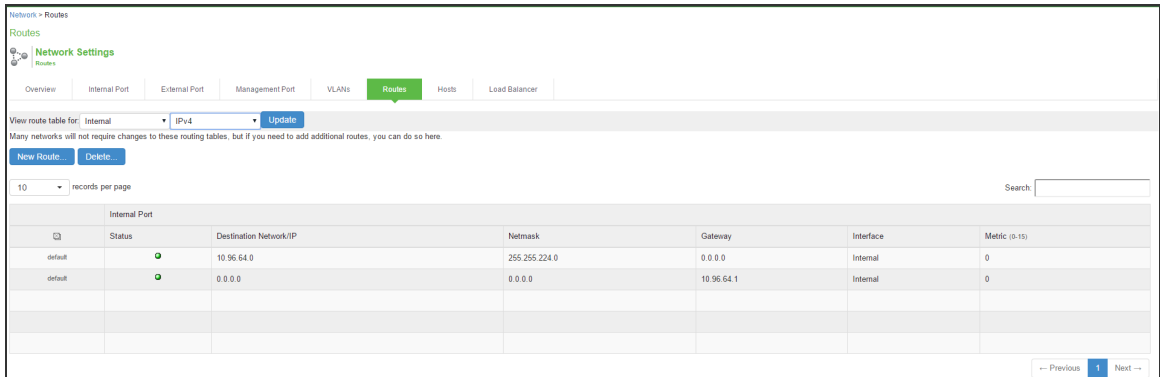 Network > Routes
Routes
Network Settings
Routes
Overview Internal Port External Port Management Port VLANs Routes Hosts Load Balancer
View route table for: Internal IPv4 Update
Many networks will not require changes to these routing tables, but if you need to add additional routes, you can do so here.
New Route... Delete...
10 records per page Search:
Internal Port
Status Destination Network/IP Netmask Gateway Interface Metric (0-15)
default 10.96.64.0 255.255.224.0 0.0.0.0 Internal 0
default 0.0.0.0 0.0.0.0 10.96.64.1 Internal 0
← Previous 1 Next →